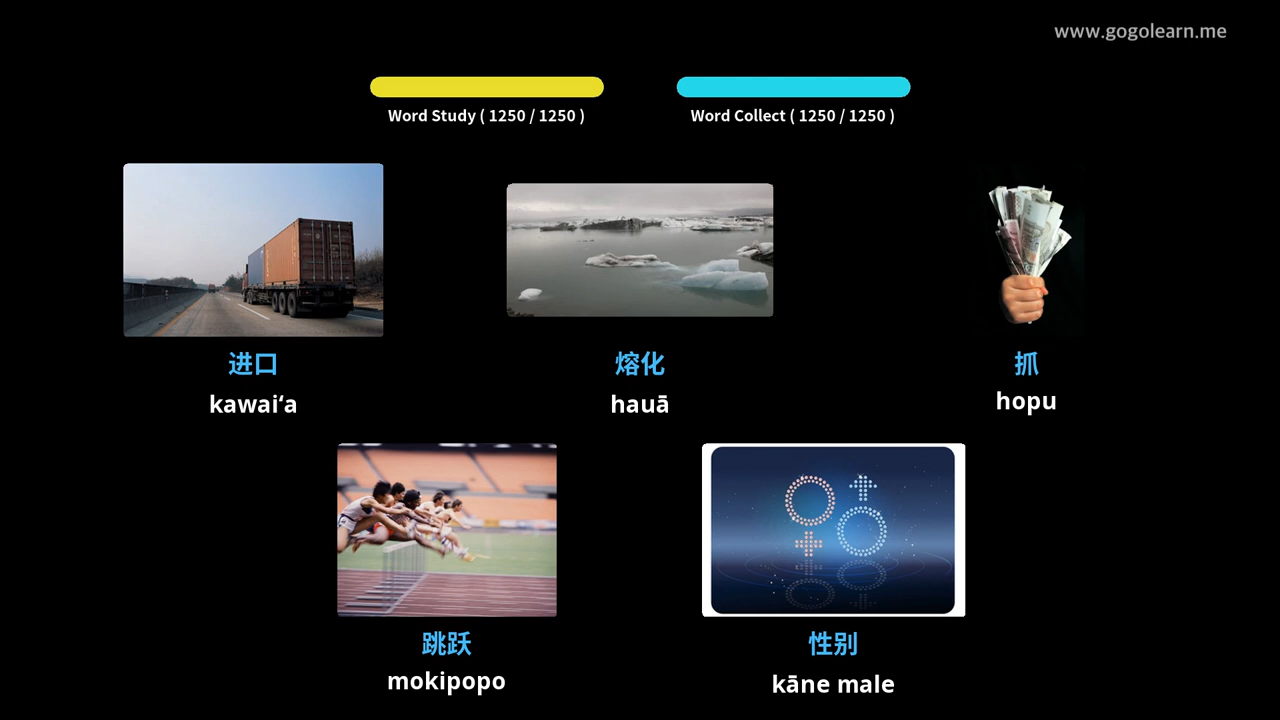 www.gogolearn.me
Word Study ( 1250 / 1250 )
Word Collect ( 1250 / 1250 )
进口
kawaiʻa
熔化
hauā
抓
hopu
跳跃
mokipopo
性别
kāne male